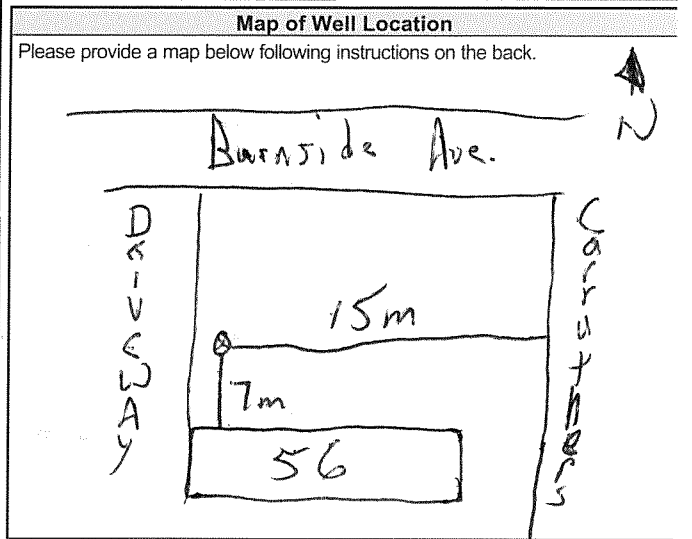 Map of Well Location
Please provide a map below following instructions on the back.
N
Burnside Ave.
DRIVEWAY
Carruthers
15m
7m
56